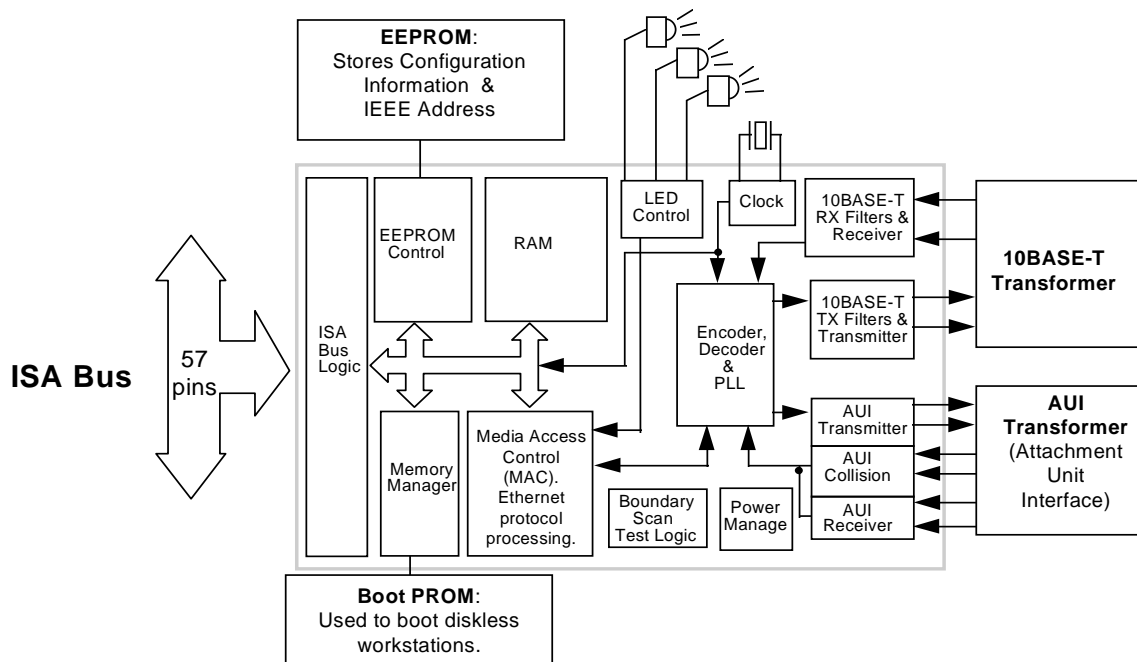 EEPROM:
Stores Configuration
Information &
IEEE Address
ISA Bus
57
pins
ISA
Bus
Logic
EEPROM
Control
RAM
LED
Control
Clock
10BASE-T
RX Filters &
Receiver
10BASE-T
Transformer
Encoder,
Decoder
&
PLL
10BASE-T
TX Filters &
Transmitter
Memory
Manager
Media Access
Control
(MAC).
Ethernet
protocol
processing.
Boundary
Scan
Test Logic
Power
Manage
AUI
Transmitter
AUI
Collision
AUI
Receiver
AUI
Transformer
(Attachment
Unit
Interface)
Boot PROM:
Used to boot diskless
workstations.